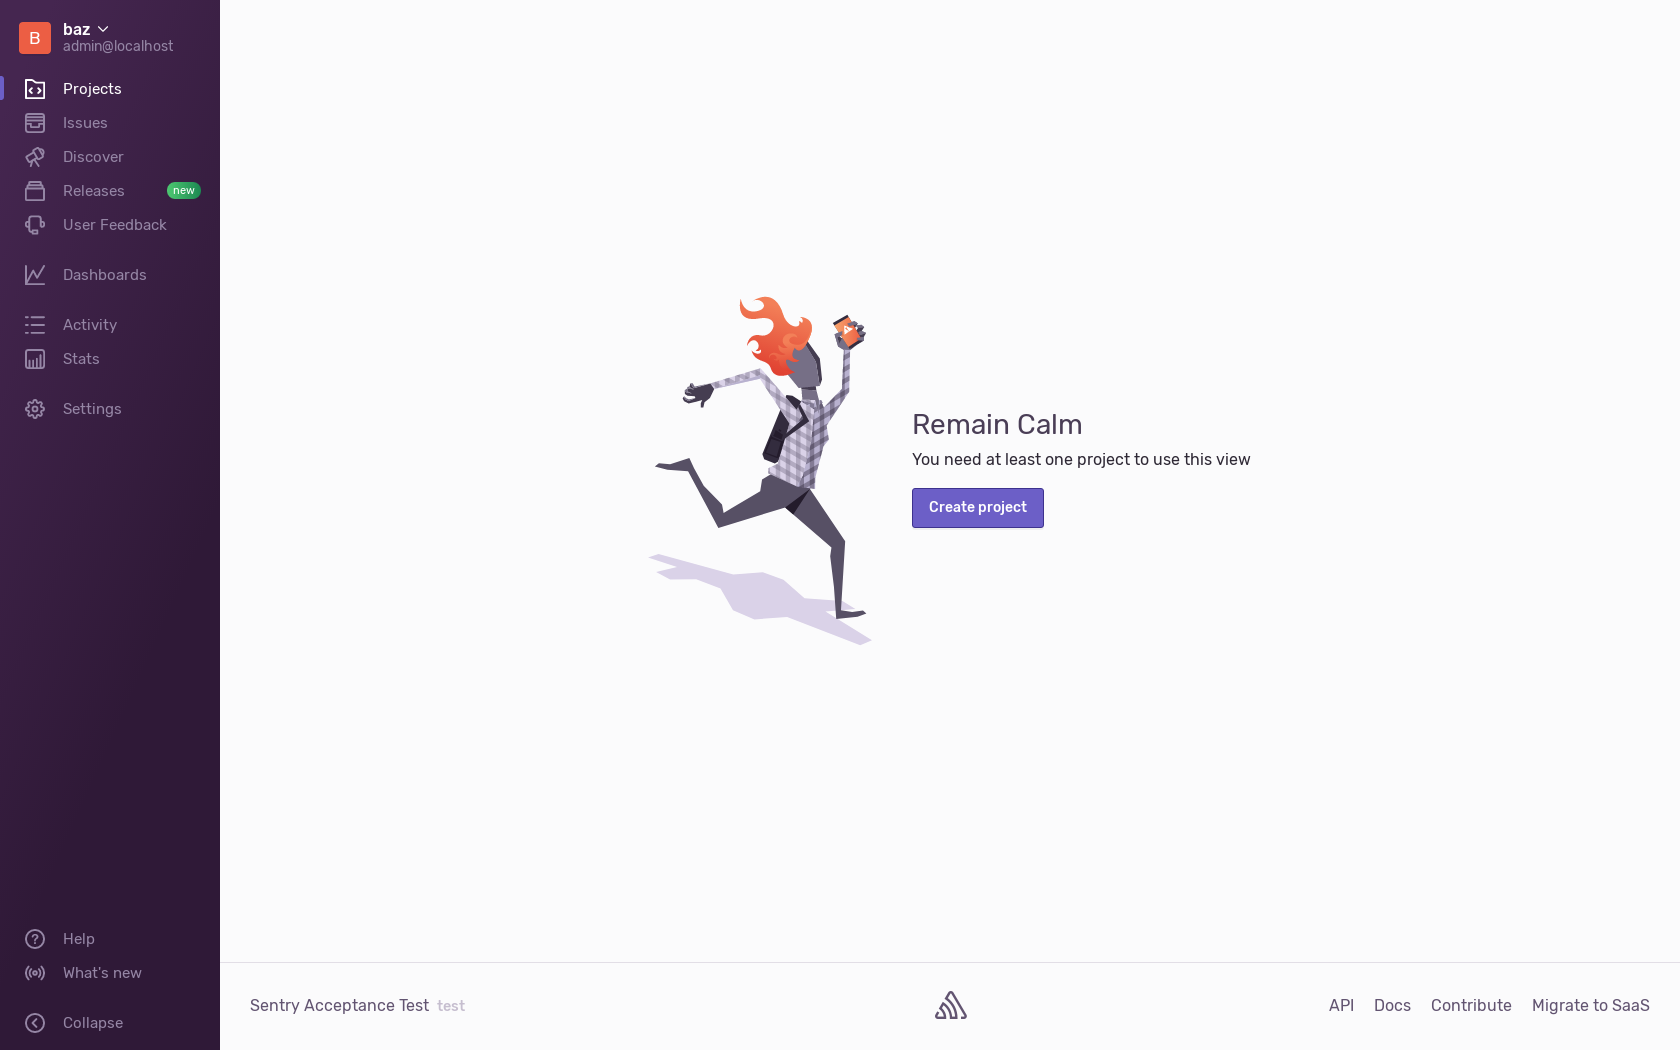 B
baz
admin@localhost
Projects
Issues
Discover
Releases new
User Feedback
Dashboards
Activity
Stats
Settings
A
Remain Calm
You need at least one project to use this view
Create project
Help
What's new
Collapse
Sentry Acceptance Test test
API Docs Contribute Migrate to SaaS